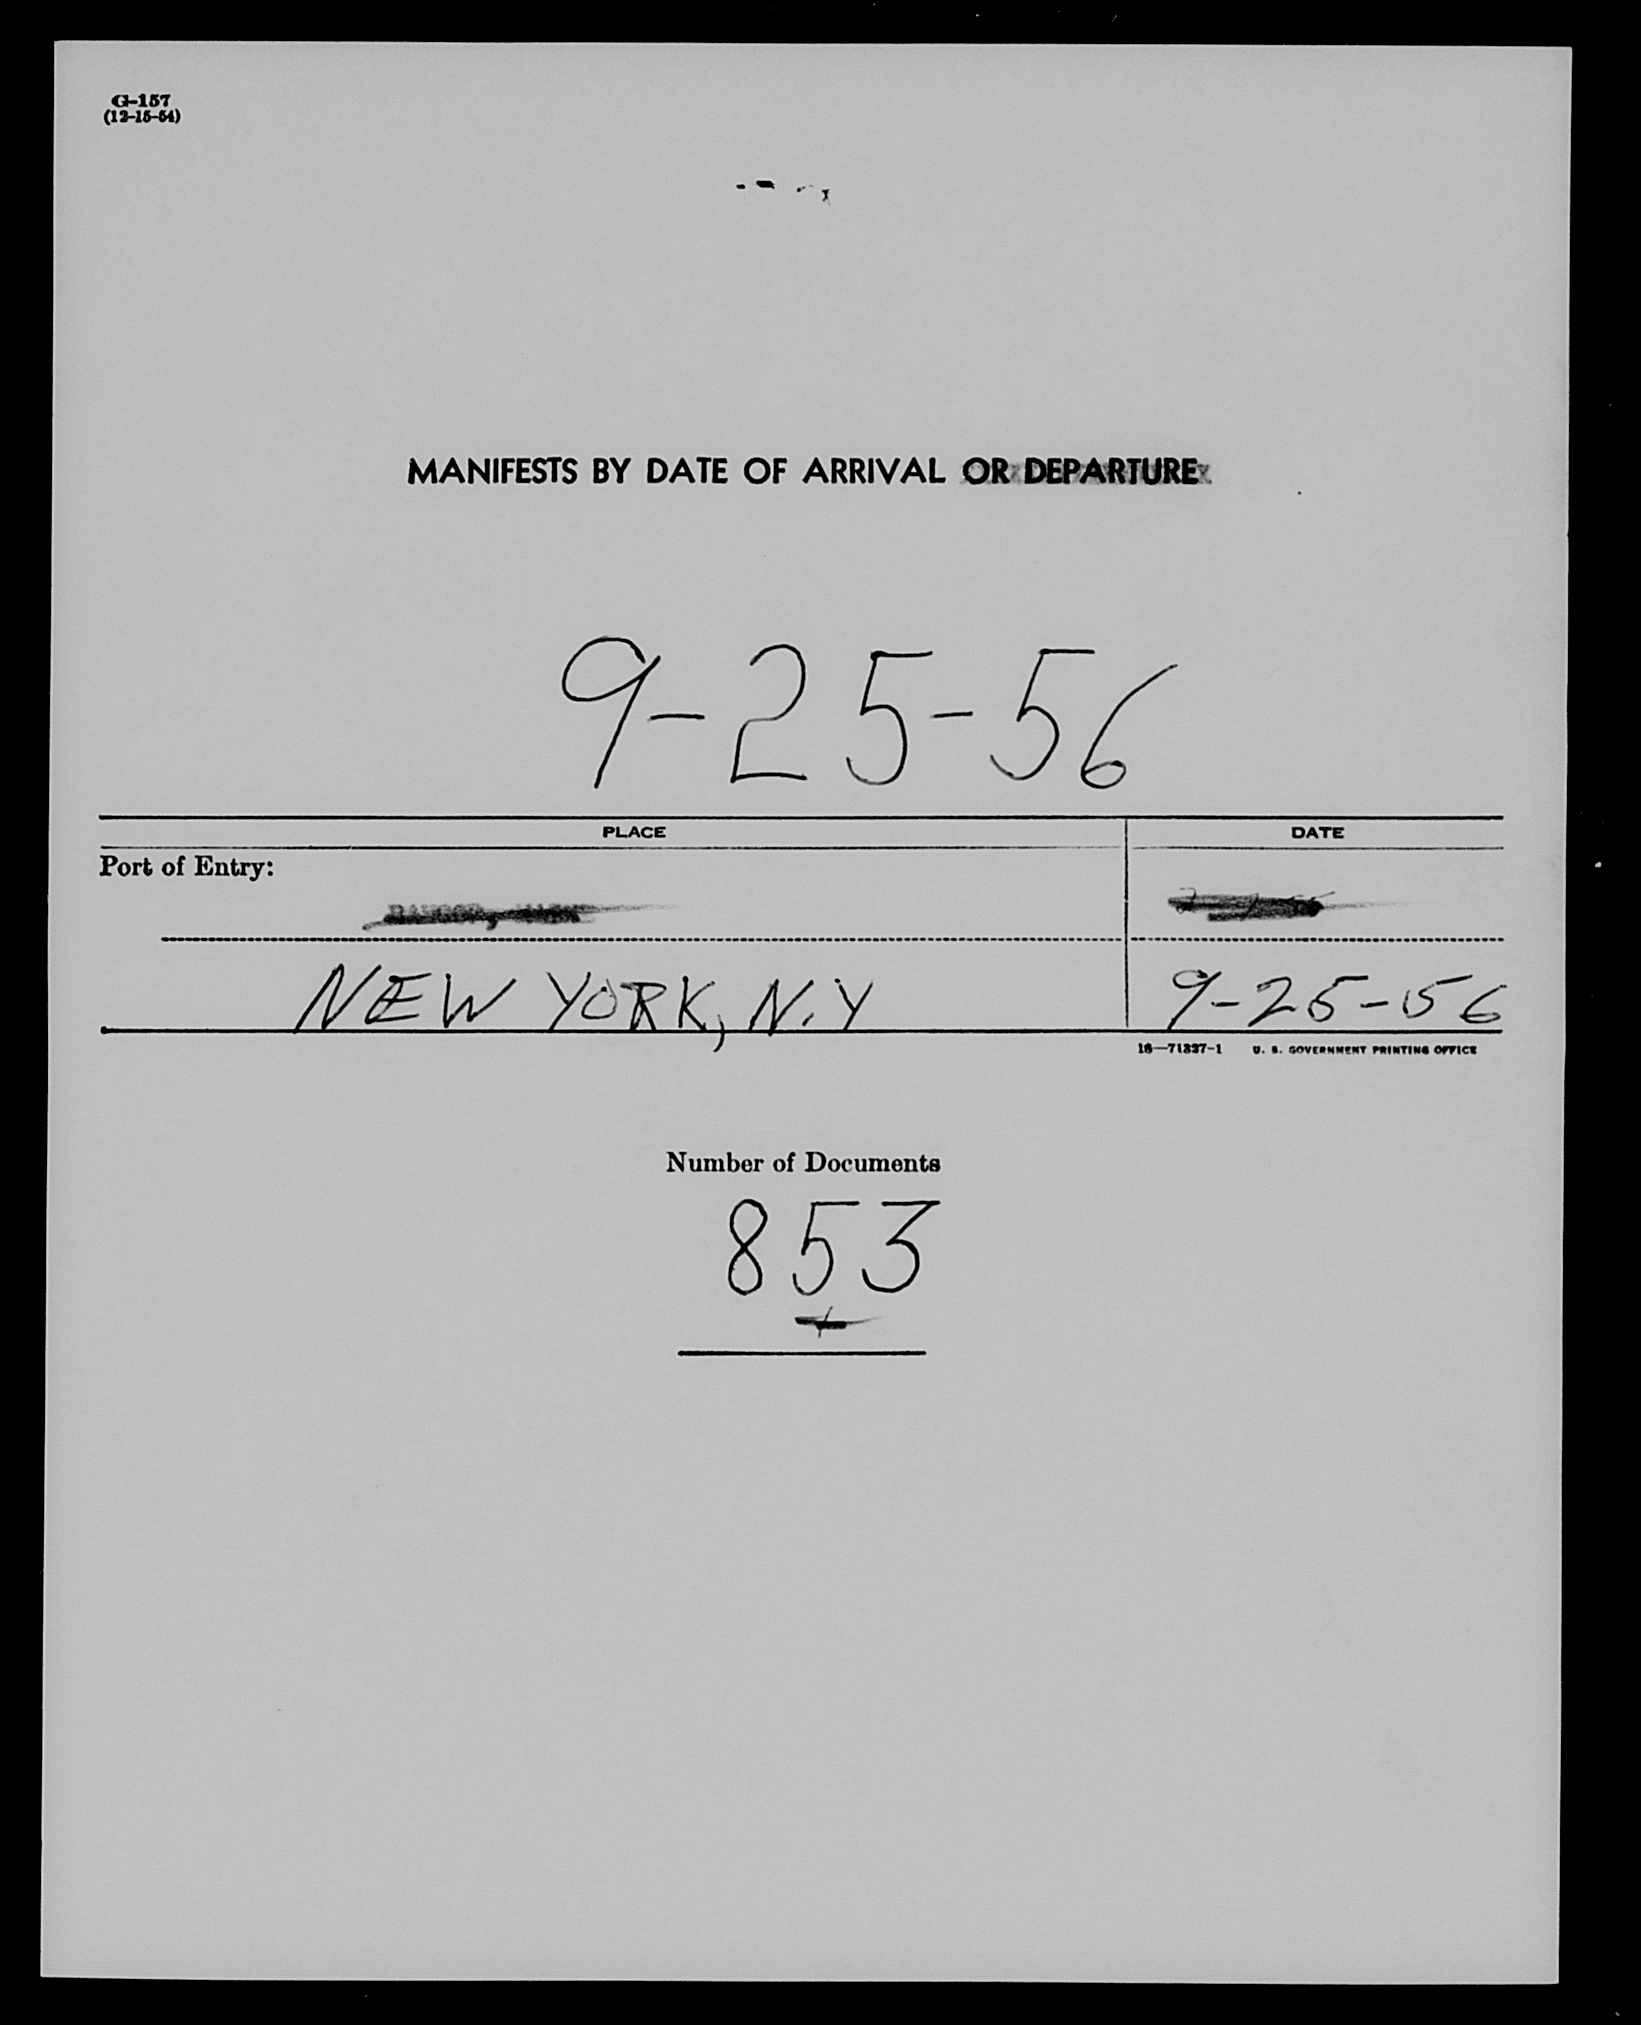 G-157
(12-15-54)
MANIFESTS BY DATE OF ARRIVAL OR DEPARTURE
9-25-56
PLACE DATE
Port of Entry:
NEW YORK, N.Y 9-25-56
16—71337-1 U. S. GOVERNMENT PRINTING OFFICE
Number of Documents
853